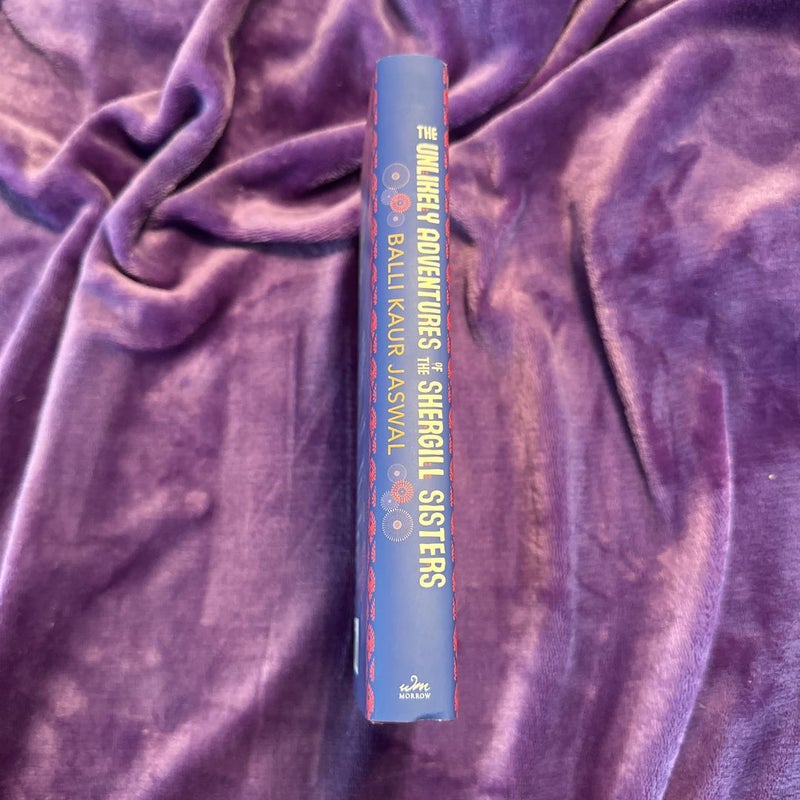 THE UNLIKELY ADVENTURES OF THE SHERGILL SISTERS
BALLI KAUR JASWAL
wm
MORROW